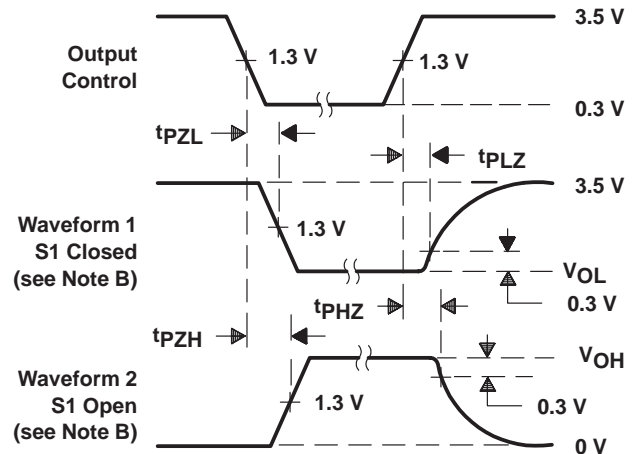 3.5 V
Output
Control
1.3 V
1.3 V
0.3 V
tPZL
tPLZ
3.5 V
Waveform 1
S1 Closed
(see Note B)
1.3 V
VOL
0.3 V
tPHZ
tPZH
VOH
Waveform 2
S1 Open
(see Note B)
1.3 V
0.3 V
0 V